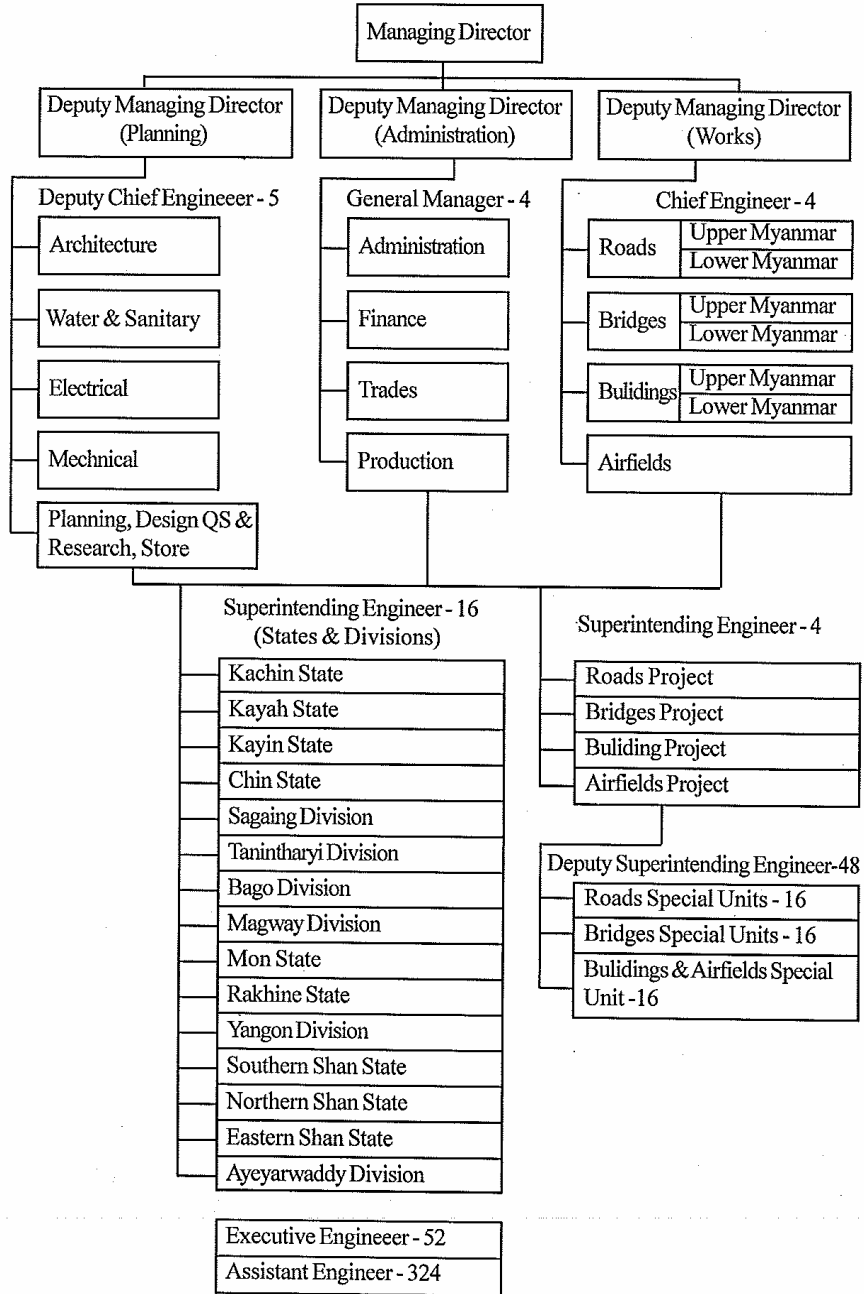 Managing Director
Deputy Managing Director
(Planning)
Deputy Managing Director
(Administration)
Deputy Managing Director
(Works)
Deputy Chief Engineeer - 5
Architecture
Water & Sanitary
Electrical
Mechnical
Planning, Design QS &
Research, Store
General Manager - 4
Administration
Finance
Trades
Production
Chief Engineer - 4
Roads
Upper Myanmar
Lower Myanmar
Bridges
Upper Myanmar
Lower Myanmar
Bulidings
Upper Myanmar
Lower Myanmar
Airfields
Superintending Engineer - 16
(States & Divisions)
Kachin State
Kayah State
Kayin State
Chin State
Sagaing Division
Tanintharyi Division
Bago Division
Magway Division
Mon State
Rakhine State
Yangon Division
Southern Shan State
Northern Shan State
Eastern Shan State
Ayeyarwaddy Division
Superintending Engineer - 4
Roads Project
Bridges Project
Buliding Project
Airfields Project
Deputy Superintending Engineer-48
Roads Special Units - 16
Bridges Special Units - 16
Bulidings & Airfields Special
Unit -16
Executive Engineeer - 52
Assistant Engineer - 324